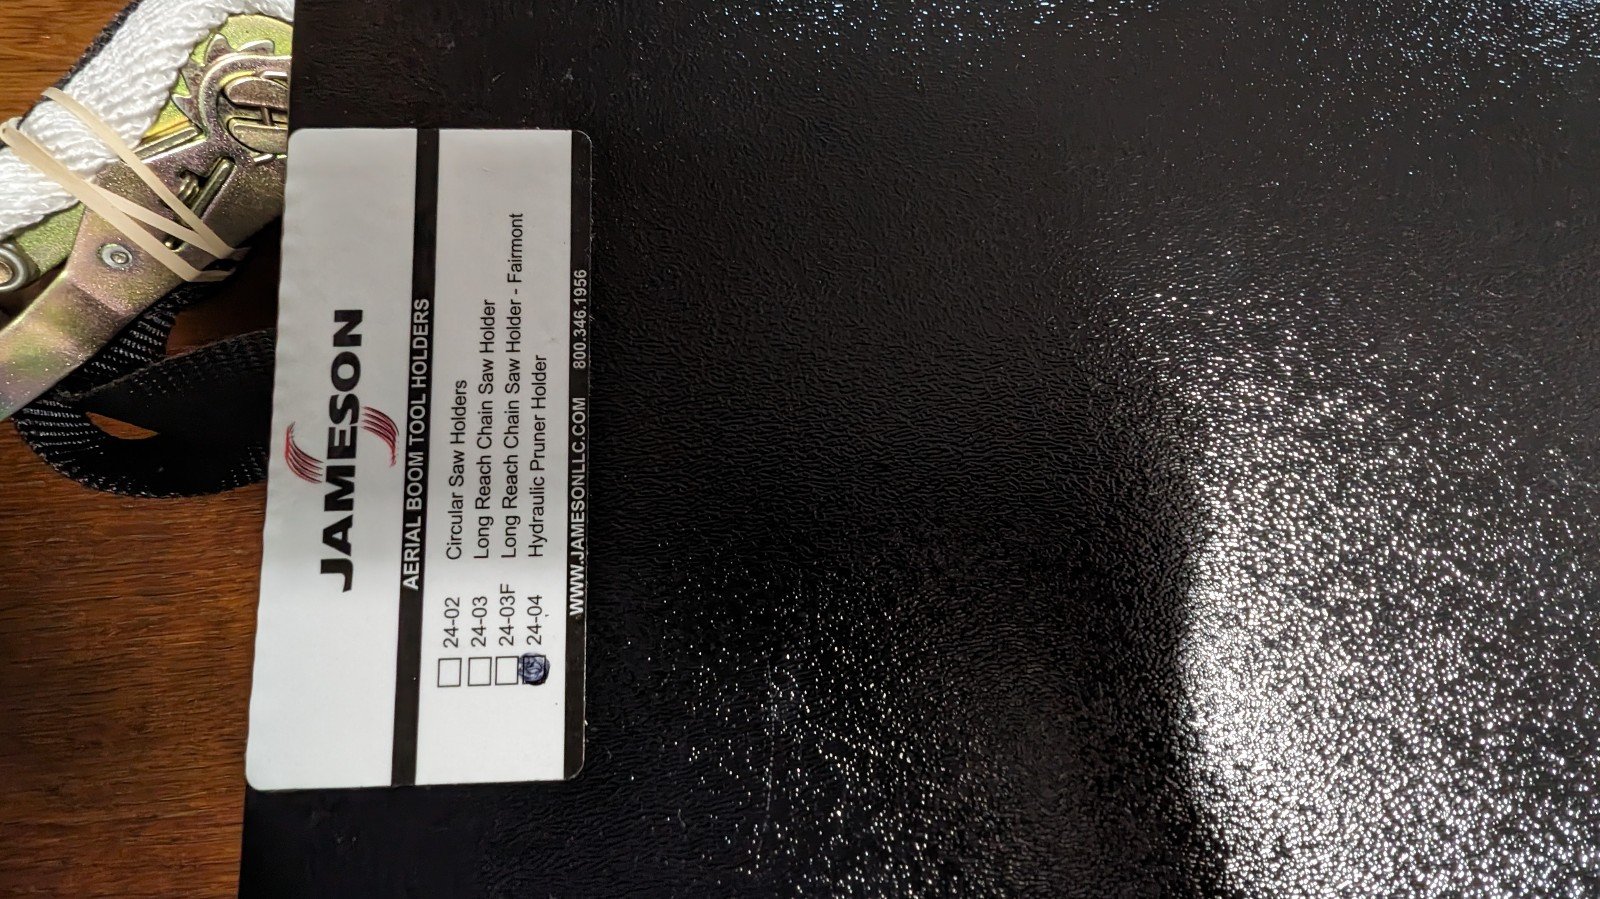 JAMESON
AERIAL BOOM TOOL HOLDERS
24-02 Circular Saw Holders
24-03 Long Reach Chain Saw Holder
24-03F Long Reach Chain Saw Holder - Fairmont
24-04 Hydraulic Pruner Holder
WWW.JAMESONLLC.COM 800.346.1956